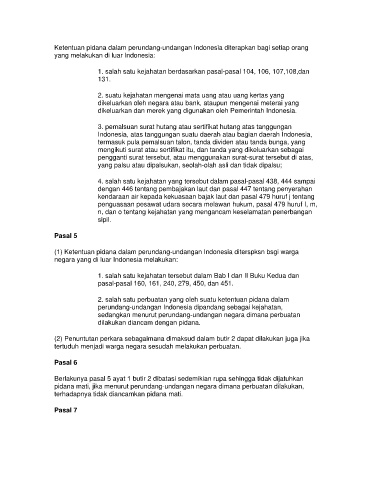 Ketentuan pidana dalam perundang-undangan Indonesia diterapkan bagi setiap orang
yang melakukan di luar Indonesia:
1. salah satu kejahatan berdasarkan pasal-pasal 104, 106, 107,108,dan
131.
2. suatu kejahatan mengenai mata uang atau uang kertas yang
dikeluarkan oleh negara atau bank, ataupun mengenai meterai yang
dikeluarkan dan merek yang digunakan oleh Pemerintah Indonesia.
3. pemalsuan surat hutang atau sertifikat hutang atas tanggungan
Indonesia, atas tanggungan suatu daerah atau bagian daerah Indonesia,
termasuk pula pemalsuan talon, tanda dividen atau tanda bunga, yang
mengikuti surat atau sertifikat itu, dan tanda yang dikeluarkan sebagai
pengganti surat tersebut, atau menggunakan surat-surat tersebut di atas,
yang palsu atau dipalsukan, seolah-olah asli dan tidak dipalsu;
4. salah satu kejahatan yang tersebut dalam pasal-pasal 438, 444 sampai
dengan 446 tentang pembajakan laut dan pasal 447 tentang penyerahan
kendaraan air kepada kekuasaan bajak laut dan pasal 479 huruf j tentang
penguasaan pesawat udara secara melawan hukum, pasal 479 huruf I, m,
n, dan o tentang kejahatan yang mengancam keselamatan penerbangan
sipil.
Pasal 5
(1) Ketentuan pidana dalam perundang-undangan Indonesia diterspksn bsgi warga
negara yang di luar Indonesia melakukan:
1. salah satu kejahatan tersebut dalam Bab I dan II Buku Kedua dan
pasal-pasal 160, 161, 240, 279, 450, dan 451.
2. salah satu perbuatan yang oleh suatu ketentuan pidana dalam
perundang-undangan Indonesia dipandang sebagai kejahatan,
sedangkan menurut perundang-undangan negara dimana perbuatan
dilakukan diancam dengan pidana.
(2) Penuntutan perkara sebagaimana dimaksud dalam butir 2 dapat dilakukan juga jika
tertuduh menjadi warga negara sesudah melakukan perbuatan.
Pasal 6
Berlakunya pasal 5 ayat 1 butir 2 dibatasi sedemikian rupa sehingga tidak dijatuhkan
pidana mati, jika menurut perundang-undangan negara dimana perbuatan dilakukan,
terhadapnya tidak diancamkan pidana mati.
Pasal 7